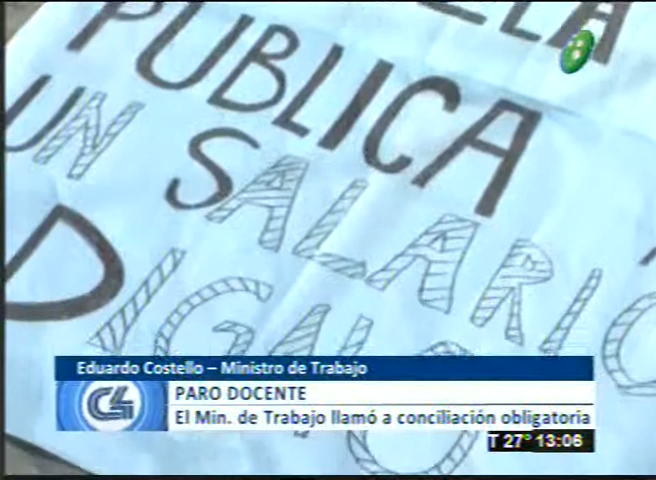 PUBLICA
UN SALARIO
DIGNO
Eduardo Costello – Ministro de Trabajo
PARO DOCENTE
El Min. de Trabajo llamó a conciliación obligatoria
T 27° 13:06